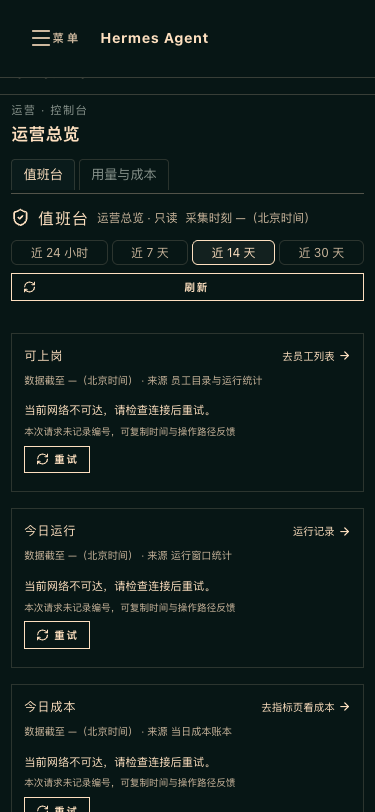 菜单 Hermes Agent
运营 · 控制台
运营总览
值班台 用量与成本
值班台 运营总览 · 只读 采集时刻 —（北京时间）
近 24 小时 近 7 天 近 14 天 近 30 天
刷新
可上岗 去员工列表 →
数据截至 —（北京时间） · 来源 员工目录与运行统计
当前网络不可达，请检查连接后重试。
本次请求未记录编号，可复制时间与操作路径反馈
重试
今日运行 运行记录 →
数据截至 —（北京时间） · 来源 运行窗口统计
当前网络不可达，请检查连接后重试。
本次请求未记录编号，可复制时间与操作路径反馈
重试
今日成本 去指标页看成本 →
数据截至 —（北京时间） · 来源 当日成本账本
当前网络不可达，请检查连接后重试。
本次请求未记录编号，可复制时间与操作路径反馈
重试